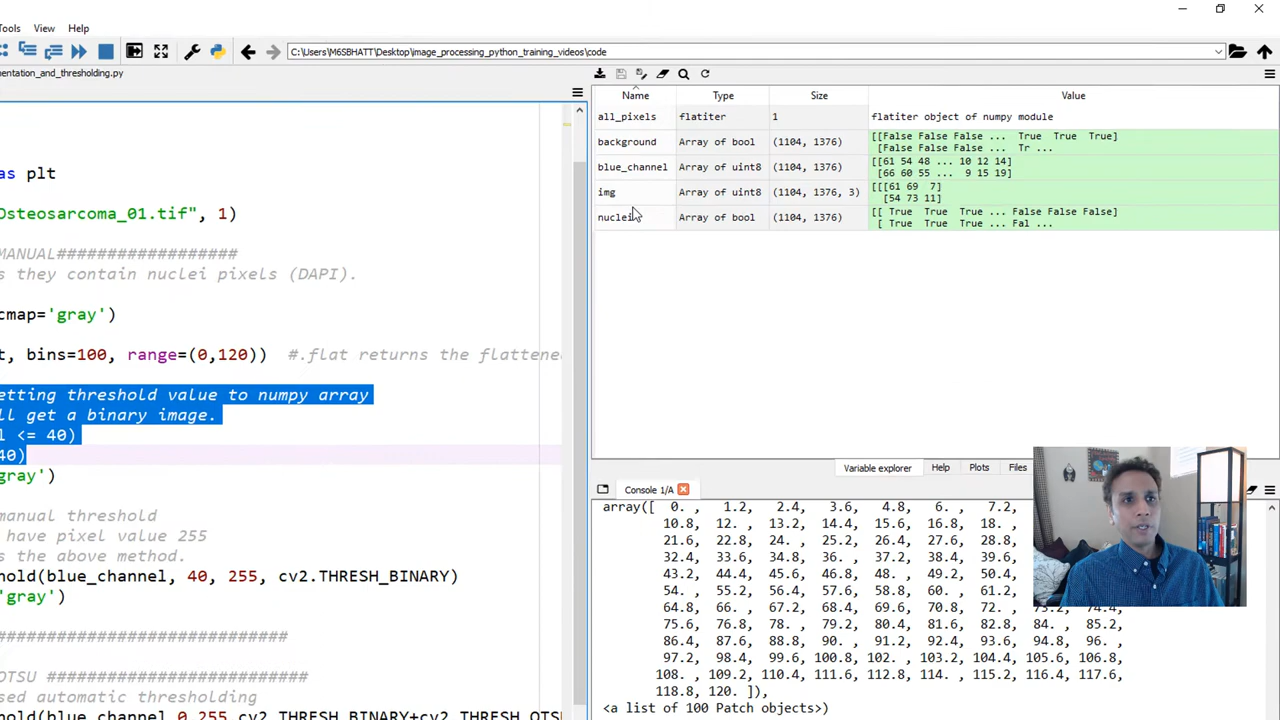 Tools View Help
C:\Users\M6SBHATT\Desktop\image_processing_python_training_videos\code
nentation_and_thresholding.py
as plt
Osteosarcoma_01.tif", 1)
MANUAL##################
s they contain nuclei pixels (DAPI).
cmap='gray')
t, bins=100, range=(0,120)) #.flat returns the flattene
etting threshold value to numpy array
ll get a binary image.
l <= 40)
40)
gray')
manual threshold
have pixel value 255
s the above method.
hold(blue_channel, 40, 255, cv2.THRESH_BINARY)
'gray')
#############################
OTSU ##########################
sed automatic thresholding
hold(blue_channel,0,255,cv2.THRESH_BINARY+cv2.THRESH_OTS
Name Type Size Value
all_pixels flatiter 1 flatiter object of numpy module
background Array of bool (1104, 1376) [[False False False ... True True True]
[False False False ... Tr ...
blue_channel Array of uint8 (1104, 1376) [[61 54 48 ... 10 12 14]
[66 60 55 ... 9 15 19]
img Array of uint8 (1104, 1376, 3) [[[61 69 7]
[54 73 11]
nuclei Array of bool (1104, 1376) [[ True True True ... False False False]
[ True True True ... Fal ...
Variable explorer Help Plots Files
Console 1/A
array([ 0. , 1.2, 2.4, 3.6, 4.8, 6. , 7.2,
10.8, 12. , 13.2, 14.4, 15.6, 16.8, 18. ,
21.6, 22.8, 24. , 25.2, 26.4, 27.6, 28.8,
32.4, 33.6, 34.8, 36. , 37.2, 38.4, 39.6,
43.2, 44.4, 45.6, 46.8, 48. , 49.2, 50.4,
54. , 55.2, 56.4, 57.6, 58.8, 60. , 61.2,
64.8, 66. , 67.2, 68.4, 69.6, 70.8, 72. , 73.2, 74.4,
75.6, 76.8, 78. , 79.2, 80.4, 81.6, 82.8, 84. , 85.2,
86.4, 87.6, 88.8, 90. , 91.2, 92.4, 93.6, 94.8, 96. ,
97.2, 98.4, 99.6, 100.8, 102. , 103.2, 104.4, 105.6, 106.8,
108. , 109.2, 110.4, 111.6, 112.8, 114. , 115.2, 116.4, 117.6,
118.8, 120. ]),
<a list of 100 Patch objects>)